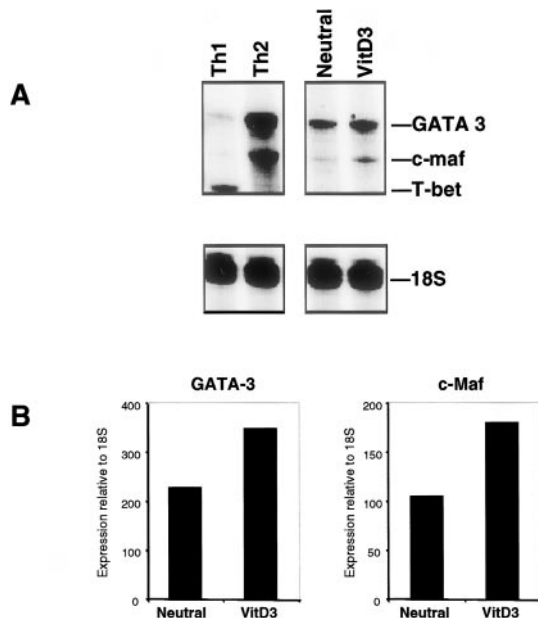 A
Th1 Th2 Neutral VitD3
GATA 3
c-maf
T-bet
18S
B
GATA-3 c-Maf
Expression relative to 18S
400
300
200
100
0
Neutral VitD3
Expression relative to 18S
200
150
100
50
0
Neutral VitD3